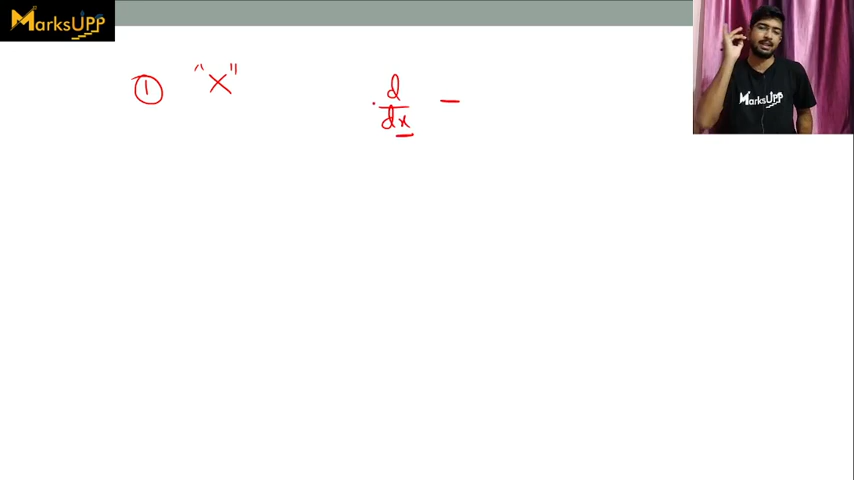 MarksUPP
① "X" d/dx —
MarksUPP